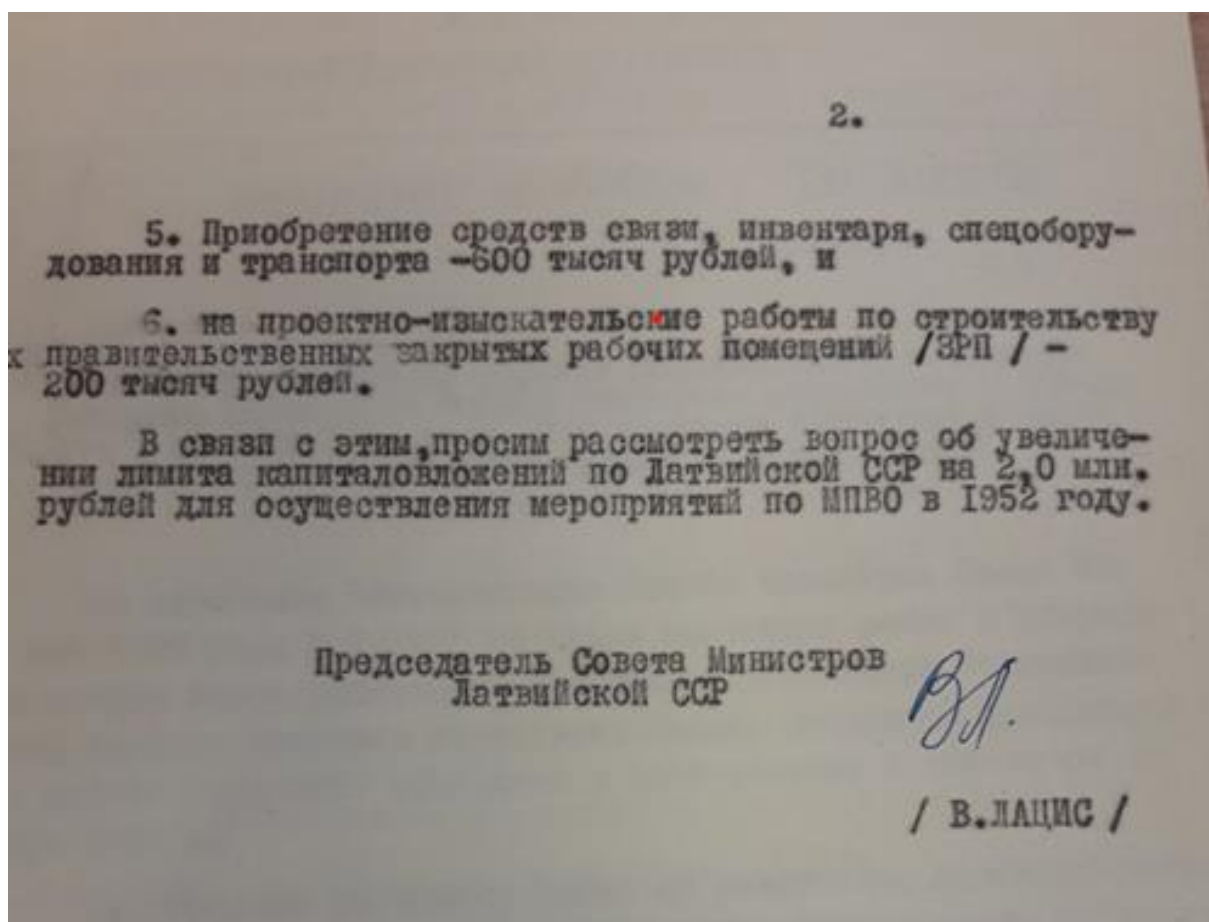 2.
5. Приобретение средств связи, инвентаря, спецобору-
дования и транспорта -600 тысяч рублей, и
6. на проектно-изыскательские работы по строительству
х правительственных закрытых рабочих помещений /ЗРП / -
200 тысяч рублей.
В связи с этим,просим рассмотреть вопрос об увеличе-
нии лимита капиталовложений по Латвийской ССР на 2,0 млн.
рублей для осуществления мероприятий по МПВО в 1952 году.
Председатель Совета Министров
Латвийской ССР
ВЛ.
/ В.ЛАЦИС /